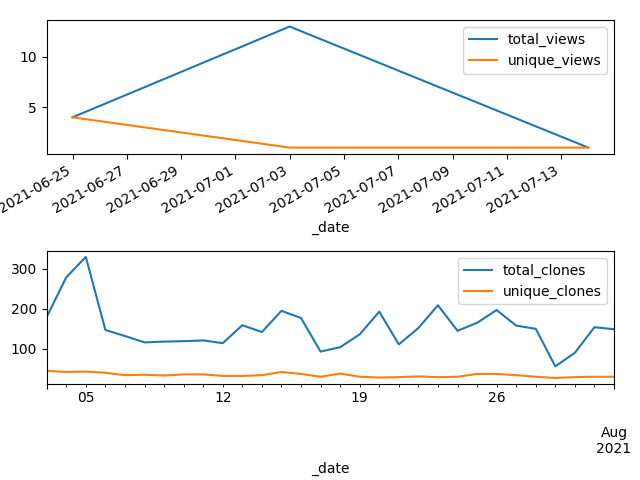 total_views
unique_views
10
5
2021-06-25
2021-06-27
2021-06-29
2021-07-01
2021-07-03
2021-07-05
2021-07-07
2021-07-09
2021-07-11
2021-07-13
_date
total_clones
unique_clones
300
200
100
05
12
19
26
Aug
2021
_date